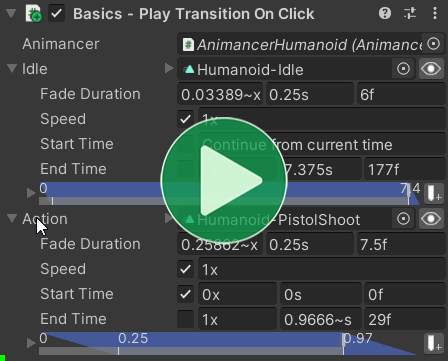 Basics - Play Transition On Click
Animancer AnimancerHumanoid (Animanc
Idle Humanoid-Idle
Fade Duration 0.03389~x 0.25s 6f
Speed 1x
Start Time Continue from current time
End Time 7.375s 177f
0 7.4
Action Humanoid-PistolShoot
Fade Duration 0.25862~x 0.25s 7.5f
Speed 1x
Start Time 0x 0s 0f
End Time 1x 0.9666~s 29f
0 0.25 0.97